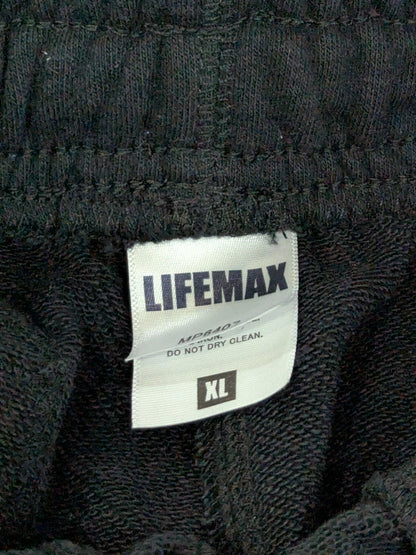 LIFEMAX
DO NOT DRY CLEAN.
XL